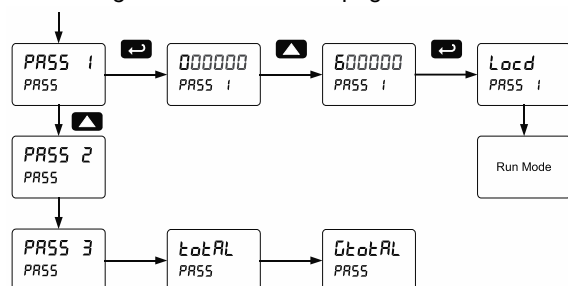 PASS 1
PASS
000000
PASS 1
600000
PASS 1
Locd
PASS 1
PASS 2
PASS
Run Mode
PASS 3
PASS
totAL
PASS
GtotAL
PASS